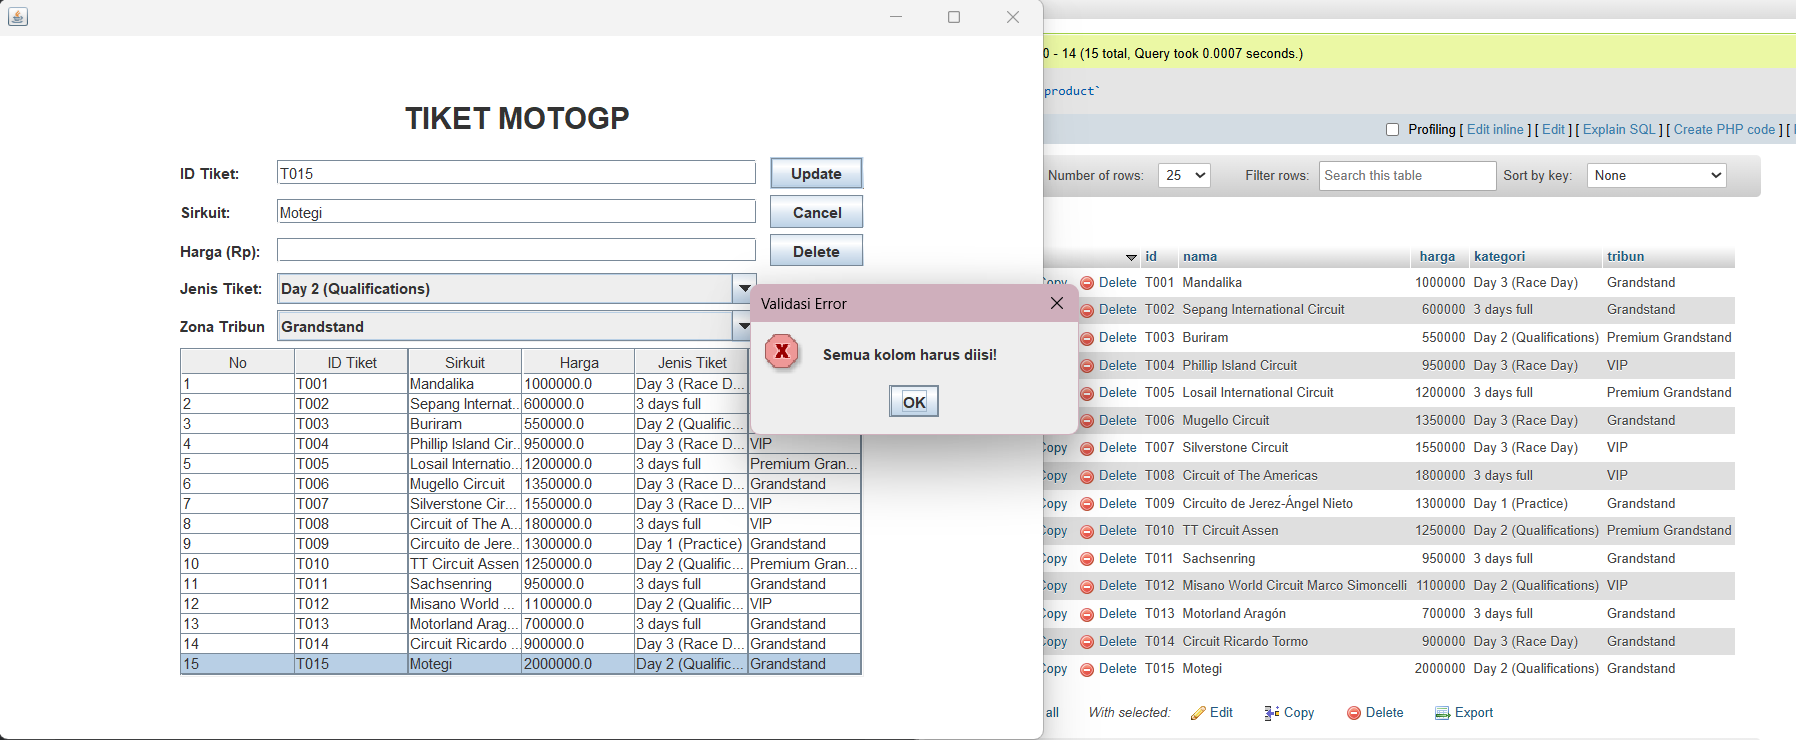 TIKET MOTOGP
ID Tiket: T015 Update
Sirkuit: Motegi Cancel
Harga (Rp): Delete
Jenis Tiket: Day 2 (Qualifications)
Zona Tribun Grandstand
No ID Tiket Sirkuit Harga Jenis Tiket
1 T001 Mandalika 1000000.0 Day 3 (Race D...
2 T002 Sepang Internat... 600000.0 3 days full
3 T003 Buriram 550000.0 Day 2 (Qualific...
4 T004 Phillip Island Cir... 950000.0 Day 3 (Race D... VIP
5 T005 Losail Internatio... 1200000.0 3 days full Premium Gran...
6 T006 Mugello Circuit 1350000.0 Day 3 (Race D... Grandstand
7 T007 Silverstone Cir... 1550000.0 Day 3 (Race D... VIP
8 T008 Circuit of The A... 1800000.0 3 days full VIP
9 T009 Circuito de Jere... 1300000.0 Day 1 (Practice) Grandstand
10 T010 TT Circuit Assen 1250000.0 Day 2 (Qualific... Premium Gran...
11 T011 Sachsenring 950000.0 3 days full Grandstand
12 T012 Misano World ... 1100000.0 Day 2 (Qualific... VIP
13 T013 Motorland Arag... 700000.0 3 days full Grandstand
14 T014 Circuit Ricardo ... 900000.0 Day 3 (Race D... Grandstand
15 T015 Motegi 2000000.0 Day 2 (Qualific... Grandstand
Validasi Error
Semua kolom harus diisi!
OK
0 - 14 (15 total, Query took 0.0007 seconds.)
product`
Profiling [ Edit inline ] [ Edit ] [ Explain SQL ] [ Create PHP code ] [
Number of rows: 25 Filter rows: Search this table Sort by key: None
id nama harga kategori tribun
Copy Delete T001 Mandalika 1000000 Day 3 (Race Day) Grandstand
Delete T002 Sepang International Circuit 600000 3 days full Grandstand
Delete T003 Buriram 550000 Day 2 (Qualifications) Premium Grandstand
Delete T004 Phillip Island Circuit 950000 Day 3 (Race Day) VIP
Delete T005 Losail International Circuit 1200000 3 days full Premium Grandstand
Delete T006 Mugello Circuit 1350000 Day 3 (Race Day) Grandstand
Copy Delete T007 Silverstone Circuit 1550000 Day 3 (Race Day) VIP
Copy Delete T008 Circuit of The Americas 1800000 3 days full VIP
Copy Delete T009 Circuito de Jerez-Ángel Nieto 1300000 Day 1 (Practice) Grandstand
Copy Delete T010 TT Circuit Assen 1250000 Day 2 (Qualifications) Premium Grandstand
Copy Delete T011 Sachsenring 950000 3 days full Grandstand
Copy Delete T012 Misano World Circuit Marco Simoncelli 1100000 Day 2 (Qualifications) VIP
Copy Delete T013 Motorland Aragón 700000 3 days full Grandstand
Copy Delete T014 Circuit Ricardo Tormo 900000 Day 3 (Race Day) Grandstand
Copy Delete T015 Motegi 2000000 Day 2 (Qualifications) Grandstand
all With selected: Edit Copy Delete Export